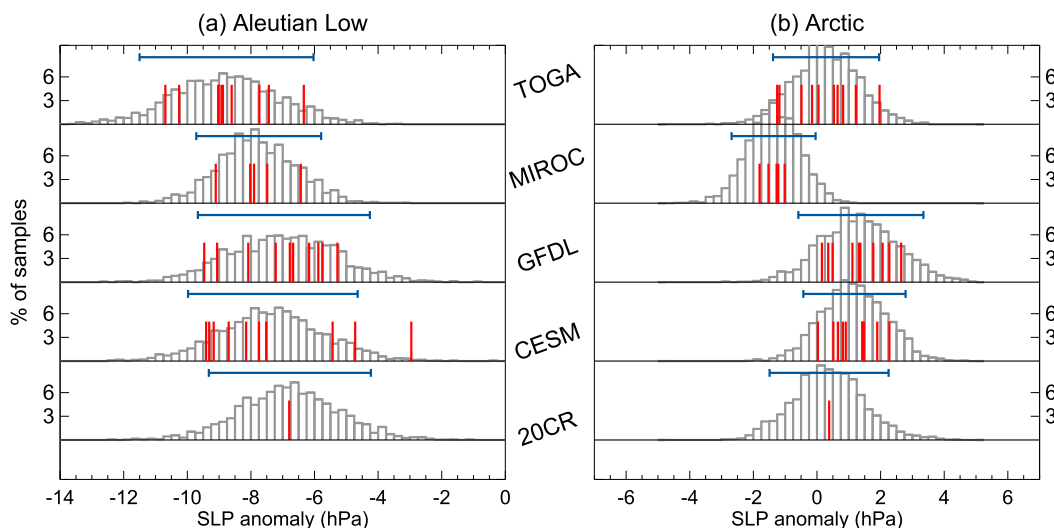 (a) Aleutian Low
(b) Arctic
% of samples
6
3
6
3
6
3
6
3
6
3
TOGA
MIROC
GFDL
CESM
20CR
6
3
6
3
6
3
6
3
6
3
-14 -12 -10 -8 -6 -4 -2 0
SLP anomaly (hPa)
-6 -4 -2 0 2 4 6
SLP anomaly (hPa)